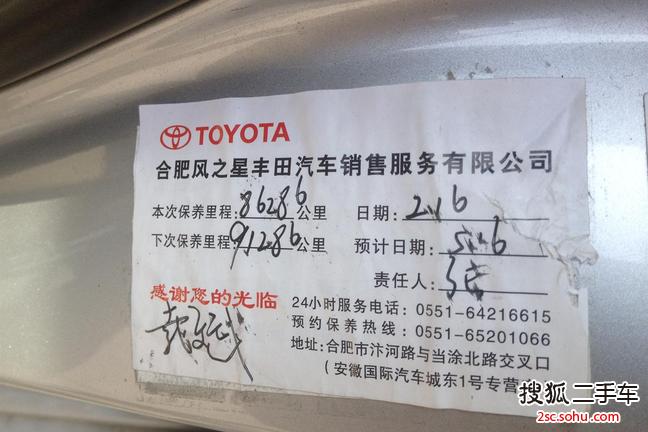 TOYOTA
合肥风之星丰田汽车销售服务有限公司
本次保养里程:86286公里 日期:
下次保养里程:91286公里 预计日期:
责任人:
感谢您的光临
24小时服务电话:0551-64216615
预约保养热线:0551-65201066
地址:合肥市汴河路与当涂北路交叉口
(安徽国际汽车城东1号专营
搜狐二手车
2sc.sohu.com